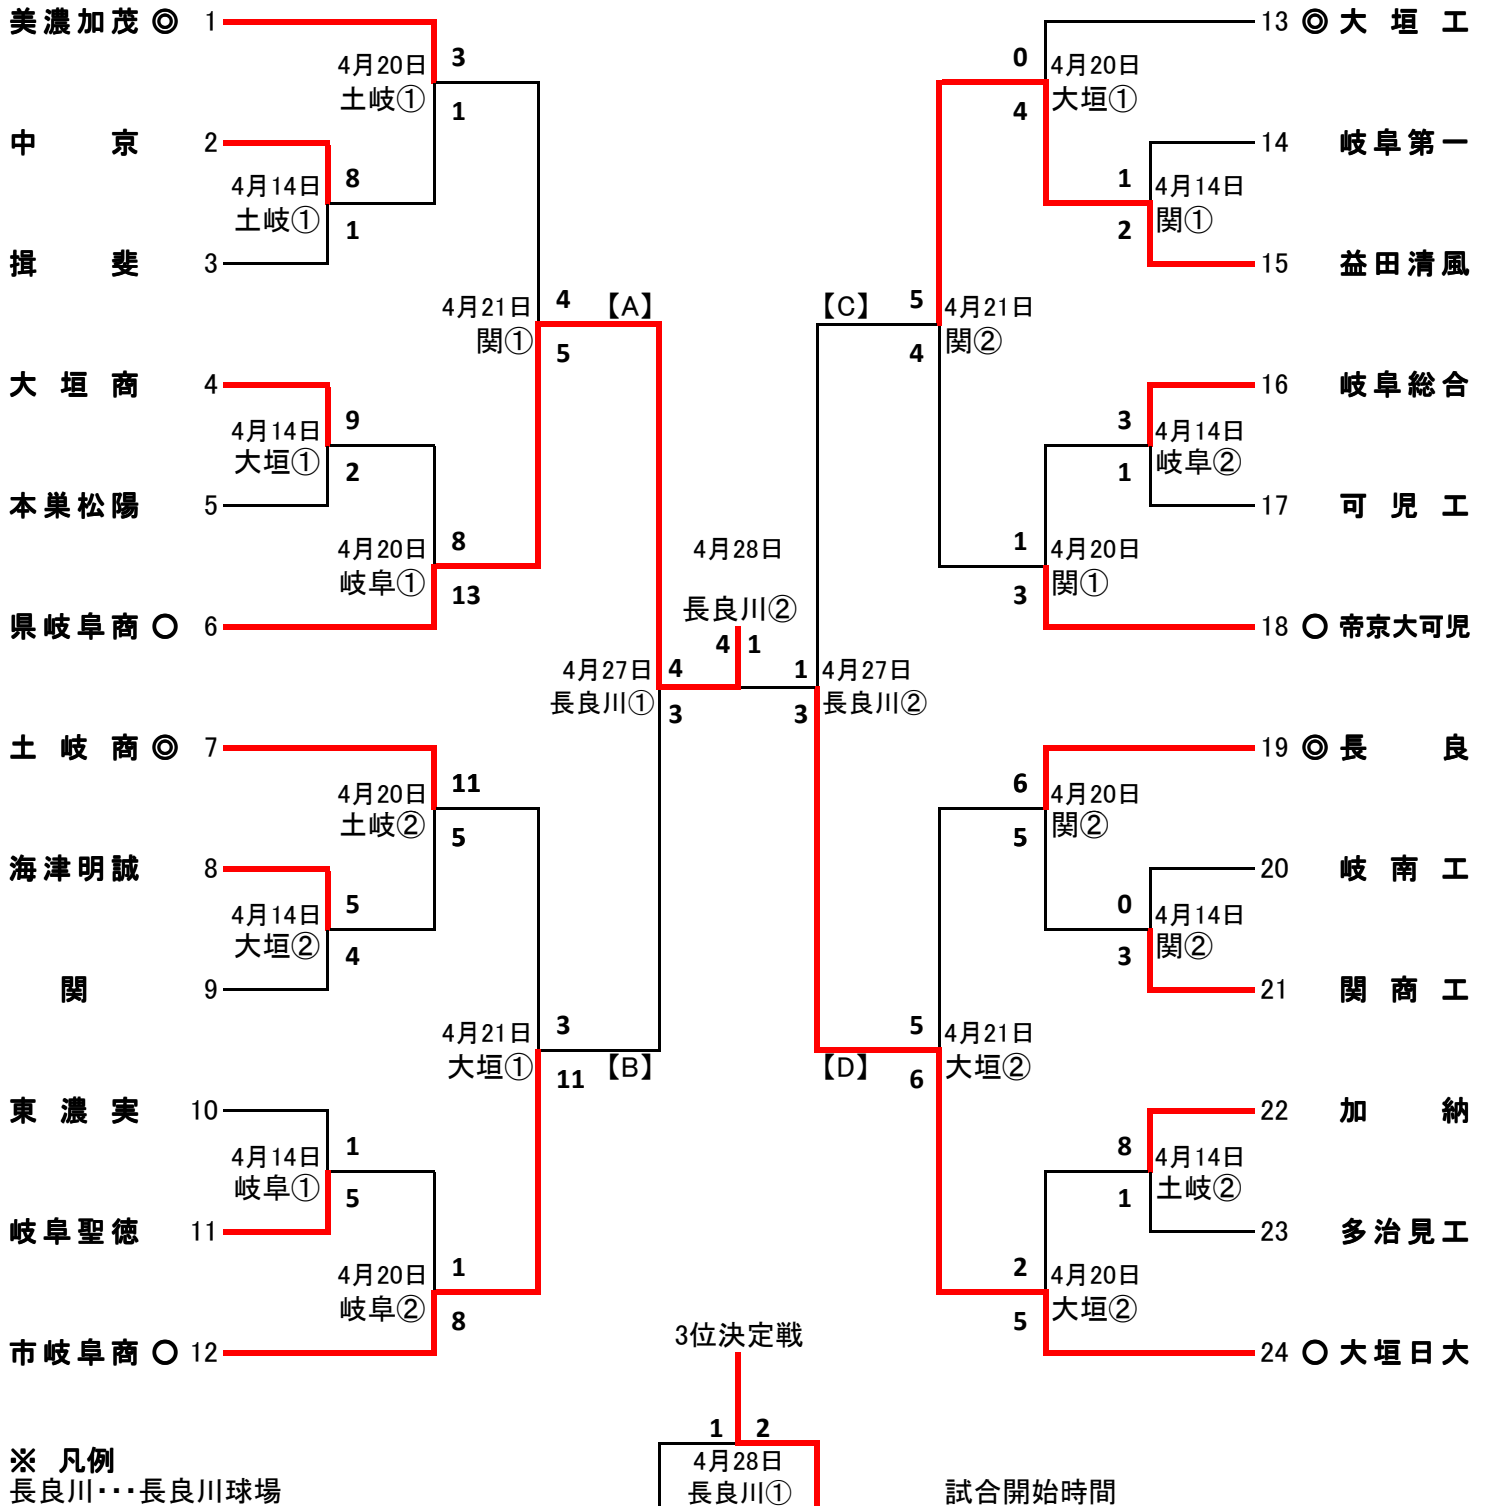 美濃加茂 ◎ 1
4月20日
土岐①
3
1
中京 2
4月14日
土岐①
8
1
揖斐 3
4月21日
関①
4
5
【A】
大垣商 4
4月14日
大垣①
9
2
本巣松陽 5
4月20日
岐阜①
8
13
県岐阜商 〇 6
4月27日
長良川①
4
3
土岐商 ◎ 7
4月20日
土岐②
11
5
海津明誠 8
4月14日
大垣②
5
4
関 9
4月21日
大垣①
3
11
【B】
東濃実 10
4月14日
岐阜①
1
5
岐阜聖徳 11
4月20日
岐阜②
1
8
市岐阜商 〇 12
4月28日
長良川②
4 1
13 ◎ 大垣工
0
4
4月20日
大垣①
14 岐阜第一
1
2
4月14日
関①
15 益田清風
【C】
5
4
4月21日
関②
16 岐阜総合
3
1
4月14日
岐阜②
17 可児工
1
3
4月20日
関①
18 〇 帝京大可児
1
3
4月27日
長良川②
19 ◎ 長良
6
5
4月20日
関②
20 岐南工
0
3
4月14日
関②
21 関商工
【D】
5
6
4月21日
大垣②
22 加納
8
1
4月14日
土岐②
23 多治見工
2
5
4月20日
大垣②
24 〇 大垣日大
3位決定戦
1 2
4月28日
長良川①
※ 凡例
長良川・・・長良川球場
試合開始時間